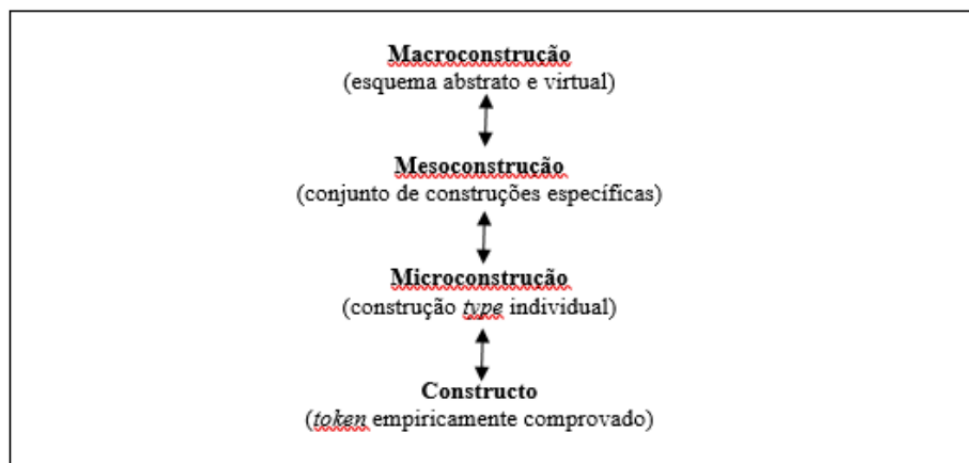 Macroconstrução
(esquema abstrato e virtual)
Mesoconstrução
(conjunto de construções específicas)
Microconstrução
(construção type individual)
Constructo
(token empiricamente comprovado)